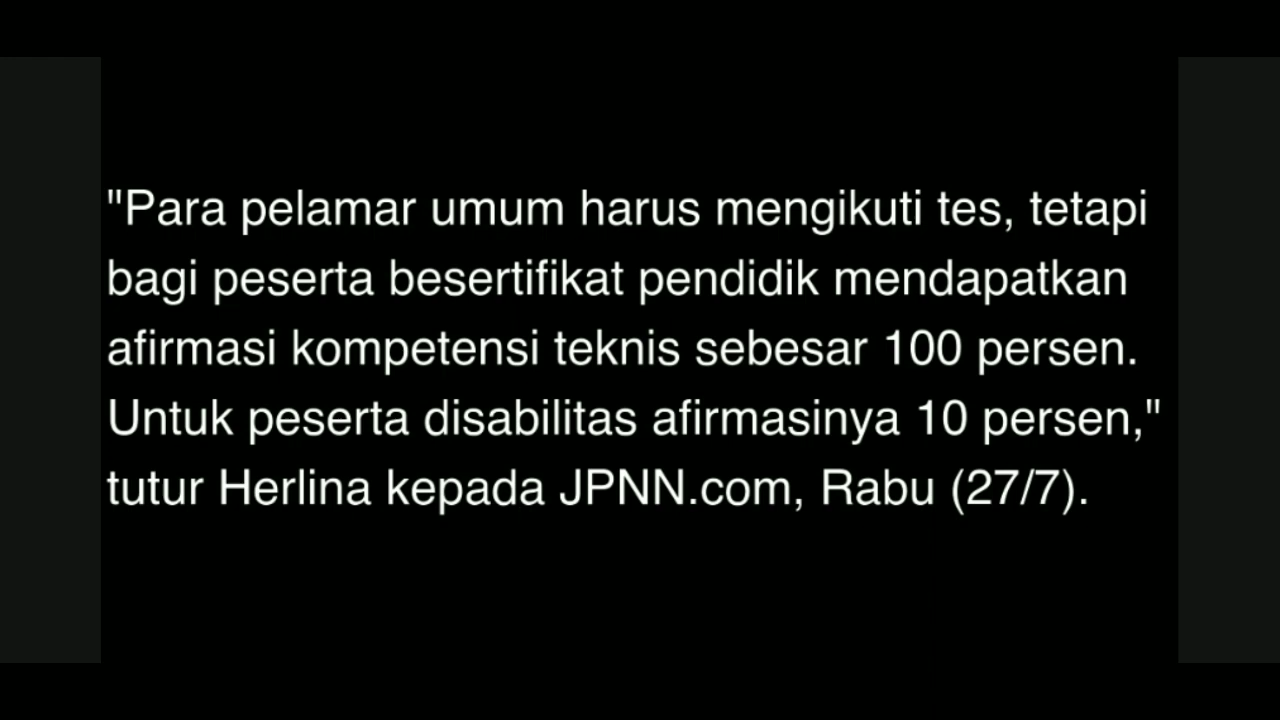 "Para pelamar umum harus mengikuti tes, tetapi
bagi peserta besertifikat pendidik mendapatkan
afirmasi kompetensi teknis sebesar 100 persen.
Untuk peserta disabilitas afirmasinya 10 persen,"
tutur Herlina kepada JPNN.com, Rabu (27/7).